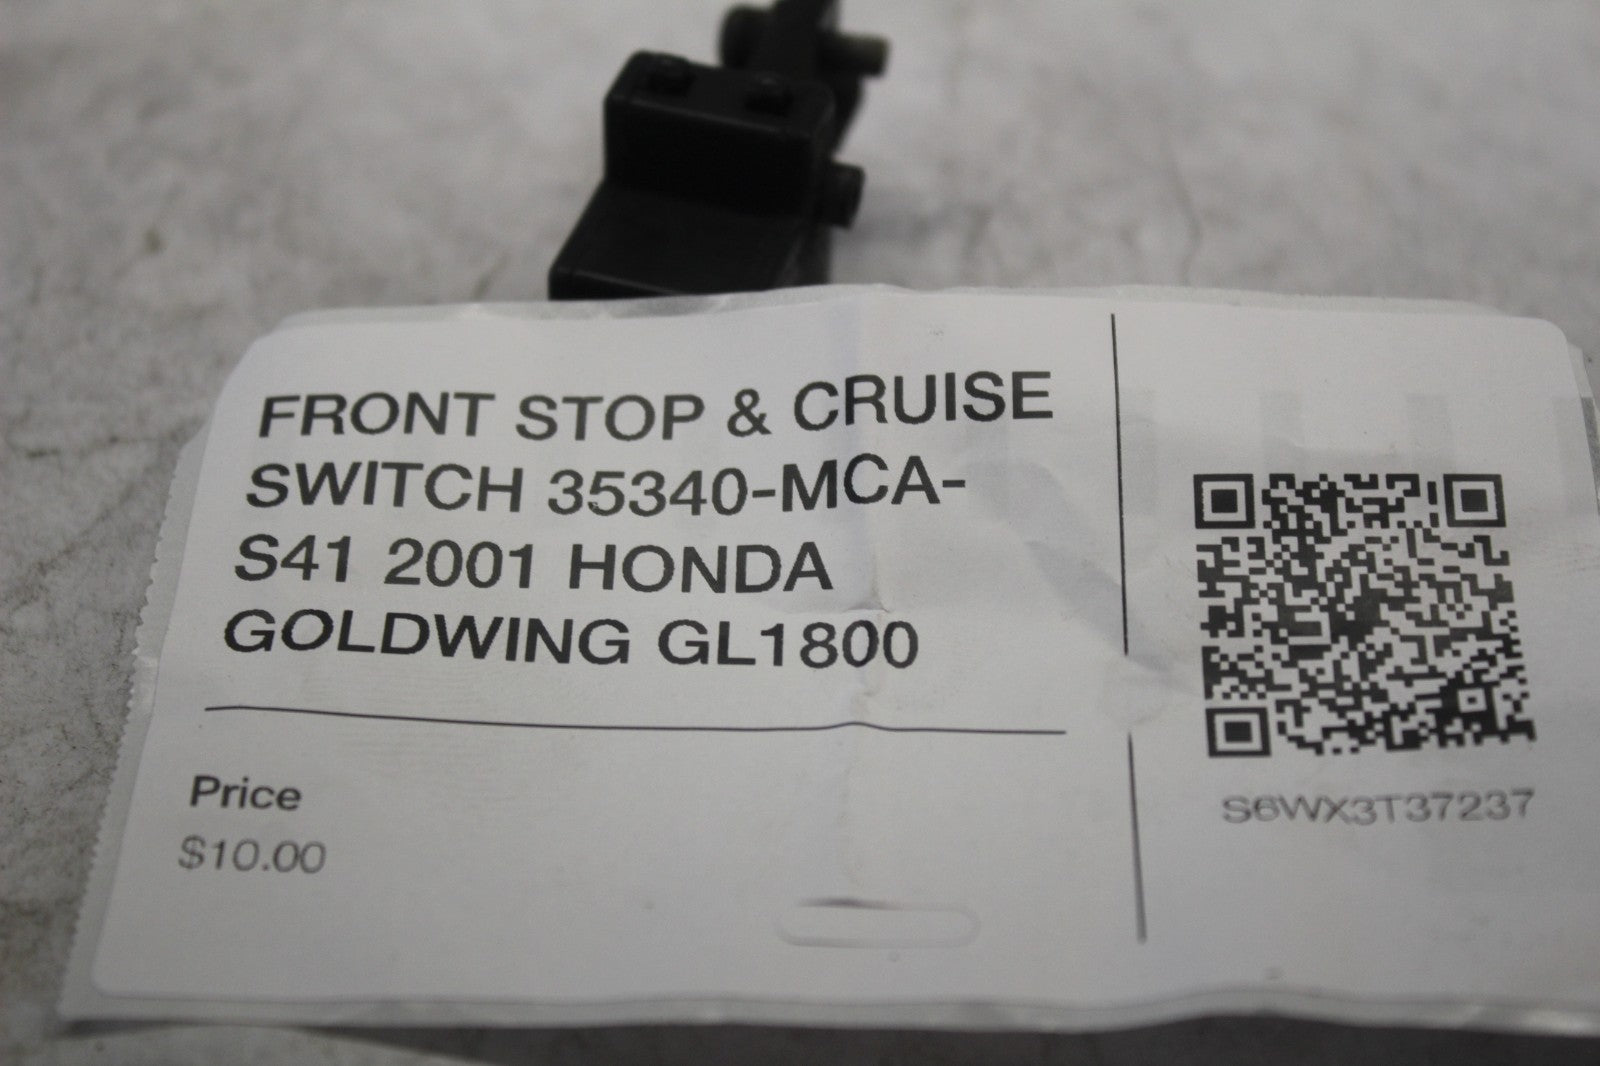 FRONT STOP & CRUISE
SWITCH 35340-MCA-
S41 2001 HONDA
GOLDWING GL1800
Price
$10.00
S6WX3T37237